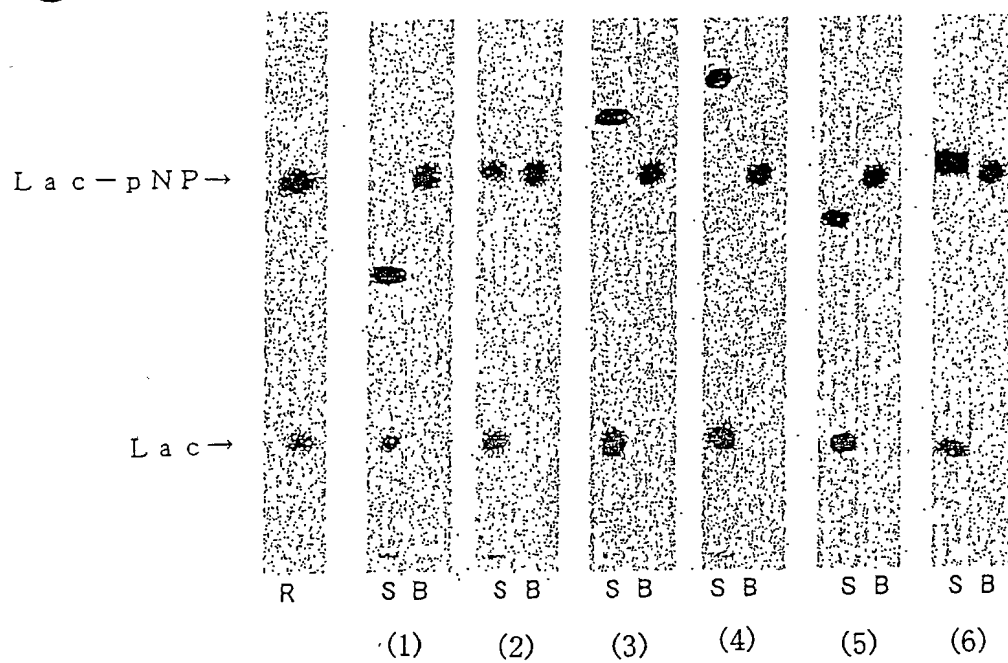 Lac-pNP→
Lac→
R S B S B S B S B S B S B
(1) (2) (3) (4) (5) (6)